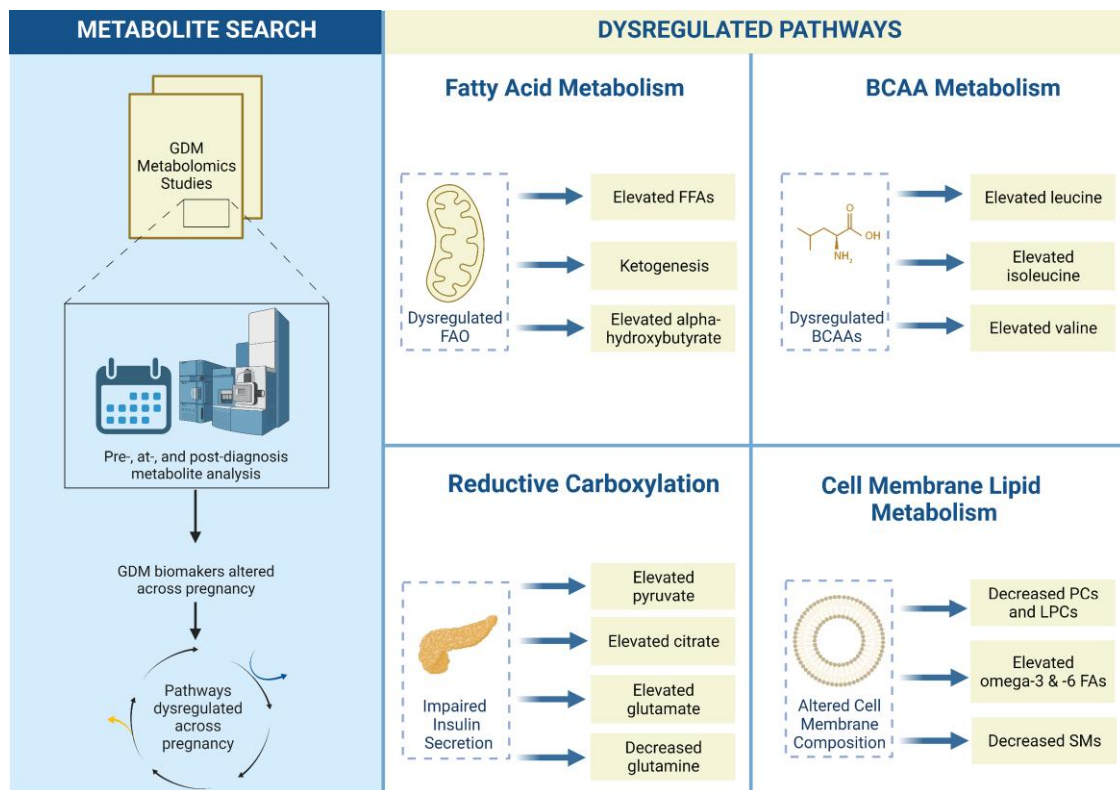 METABOLITE SEARCH
GDM
Metabolomics
Studies
Pre-, at-, and post-diagnosis
metabolite analysis
GDM biomakers altered
across pregnancy
Pathways
dysregulated
across
pregnancy
DYSREGULATED PATHWAYS
Fatty Acid Metabolism
Dysregulated
FAO
Elevated FFAs
Ketogenesis
Elevated alpha-
hydroxybutyrate
BCAA Metabolism
O
OH
NH2
Dysregulated
BCAAs
Elevated leucine
Elevated
isoleucine
Elevated valine
Reductive Carboxylation
Impaired
Insulin
Secretion
Elevated
pyruvate
Elevated citrate
Elevated
glutamate
Decreased
glutamine
Cell Membrane Lipid
Metabolism
Altered Cell
Membrane
Composition
Decreased PCs
and LPCs
Elevated
omega-3 & -6 FAs
Decreased SMs